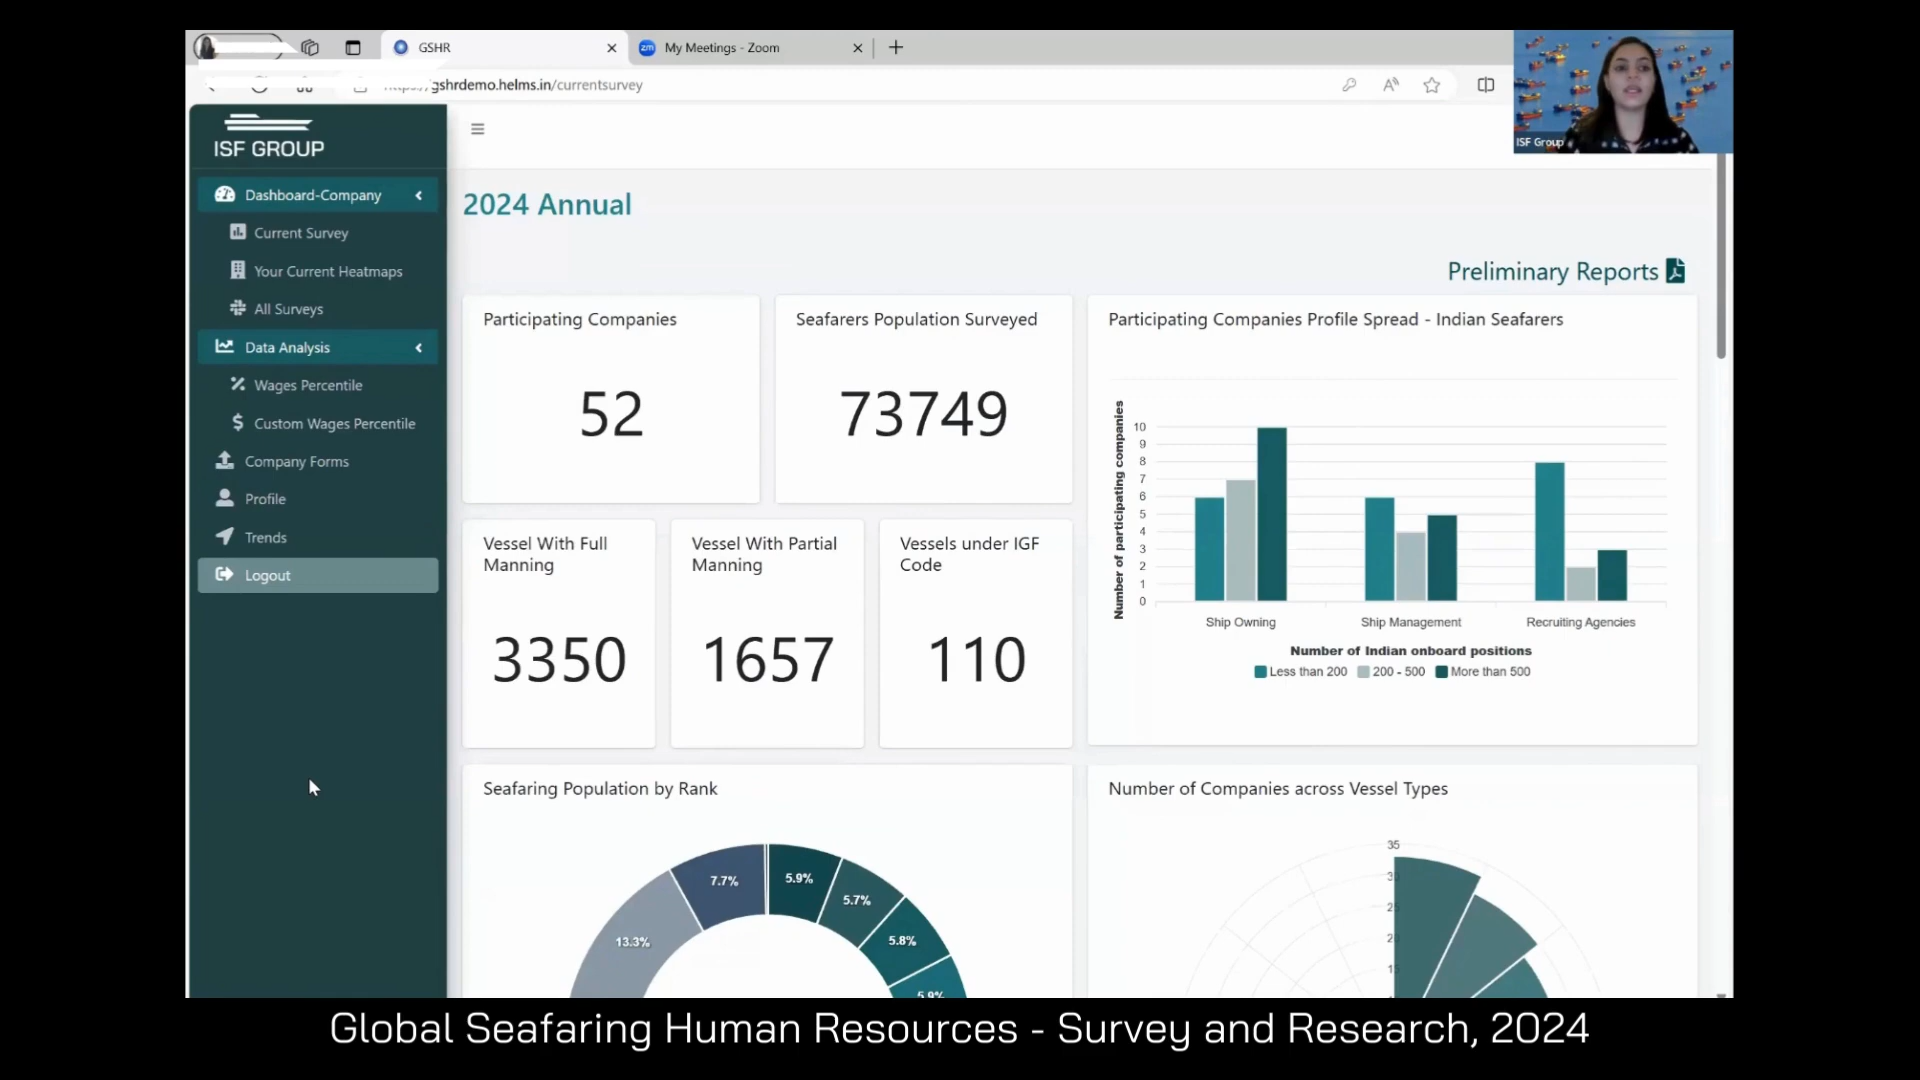 GSHR
zm My Meetings - Zoom
gshrdemo.helms.in/currentsurvey
ISF Group
ISF GROUP
Dashboard-Company
Current Survey
Your Current Heatmaps
All Surveys
Data Analysis
Wages Percentile
Custom Wages Percentile
Company Forms
Profile
Trends
Logout
2024 Annual
Preliminary Reports
Participating Companies
52
Seafarers Population Surveyed
73749
Participating Companies Profile Spread - Indian Seafarers
Number of participating companies
10
9
8
7
6
5
4
3
2
1
0
Ship Owning
Ship Management
Recruiting Agencies
Number of Indian onboard positions
Less than 200
200 - 500
More than 500
Vessel With Full
Manning
3350
Vessel With Partial
Manning
1657
Vessels under IGF
Code
110
Seafaring Population by Rank
13.3%
7.7%
5.9%
5.7%
5.8%
5.9%
Number of Companies across Vessel Types
35
Global Seafaring Human Resources - Survey and Research, 2024